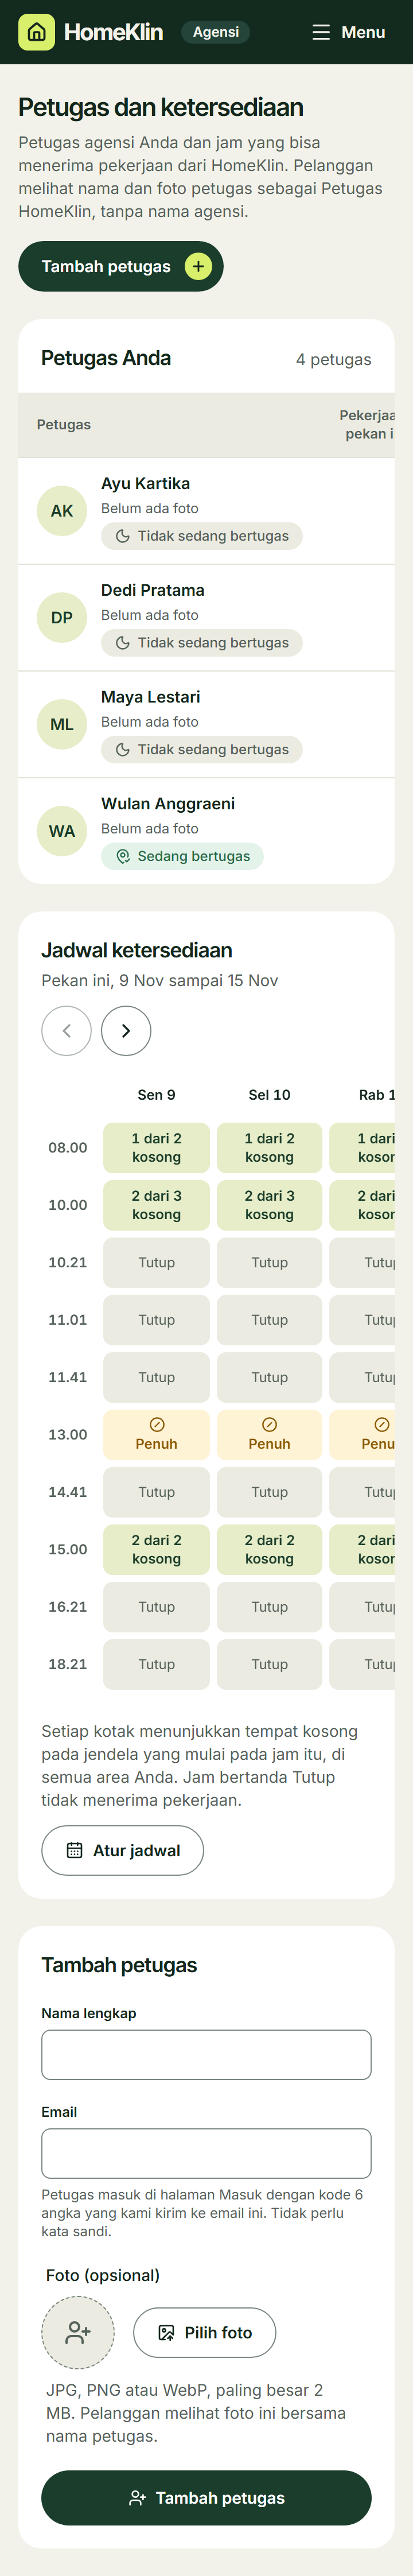 HomeKlin Agensi Menu
Petugas dan ketersediaan
Petugas agensi Anda dan jam yang bisa
menerima pekerjaan dari HomeKlin. Pelanggan
melihat nama dan foto petugas sebagai Petugas
HomeKlin, tanpa nama agensi.
Tambah petugas
Petugas Anda 4 petugas
Petugas
pekan
AK
Ayu Kartika
Belum ada foto
Tidak sedang bertugas
DP
Dedi Pratama
Belum ada foto
Tidak sedang bertugas
ML
Maya Lestari
Belum ada foto
Tidak sedang bertugas
WA
Wulan Anggraeni
Belum ada foto
Sedang bertugas
Jadwal ketersediaan
Pekan ini, 9 Nov sampai 15 Nov
Sen 9 Sel 10 Rab
08.00 1 dari 2 kosong 1 dari 2 kosong
10.00 2 dari 3 kosong 2 dari 3 kosong
10.21 Tutup Tutup
11.01 Tutup Tutup
11.41 Tutup Tutup
13.00 Penuh Penuh
14.41 Tutup Tutup
15.00 2 dari 2 kosong 2 dari 2 kosong
16.21 Tutup Tutup
18.21 Tutup Tutup
Setiap kotak menunjukkan tempat kosong
pada jendela yang mulai pada jam itu, di
semua area Anda. Jam bertanda Tutup
tidak menerima pekerjaan.
Atur jadwal
Tambah petugas
Nama lengkap
Email
Petugas masuk di halaman Masuk dengan kode 6
angka yang kami kirim ke email ini. Tidak perlu
kata sandi.
Foto (opsional)
Pilih foto
JPG, PNG atau WebP, paling besar 2
MB. Pelanggan melihat foto ini bersama
nama petugas.
Tambah petugas